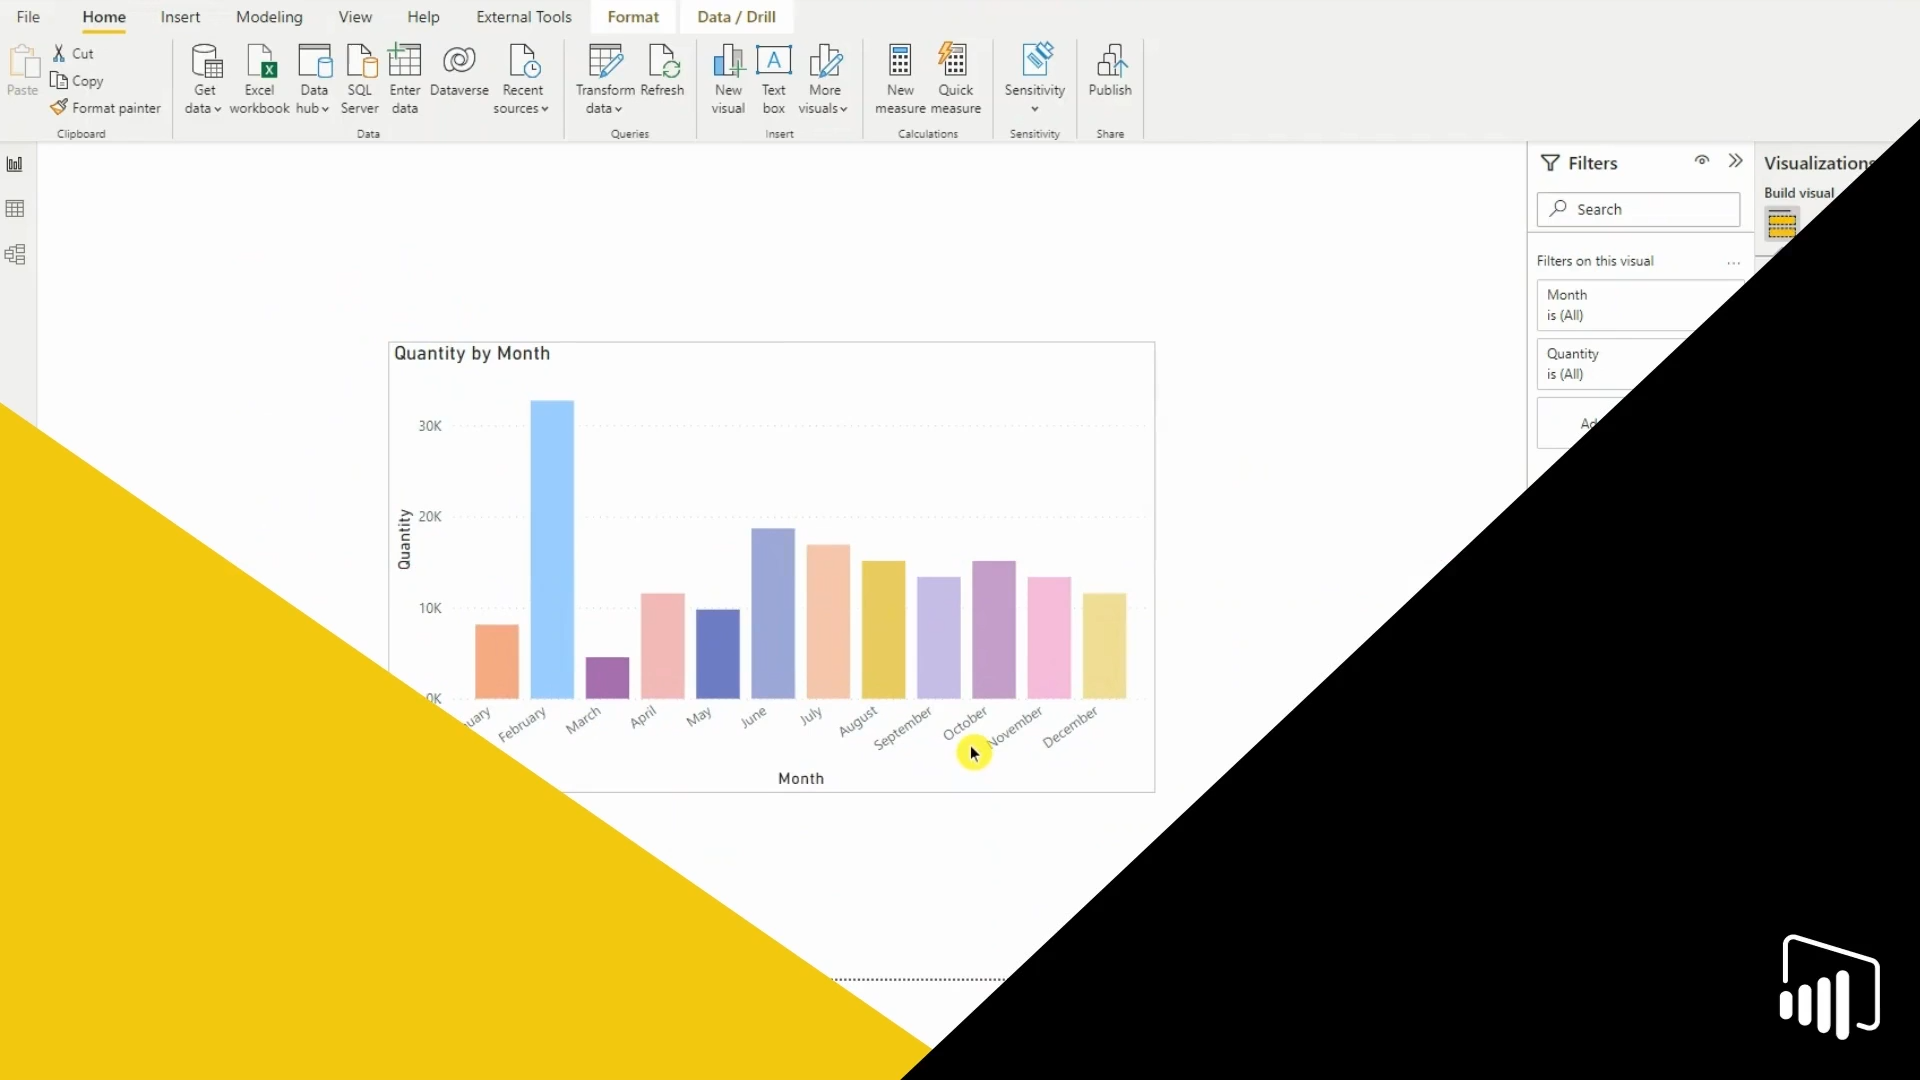 File Home Insert Modeling View Help External Tools Format Data / Drill
Paste
Cut
Copy
Format painter
Clipboard
Get data
Excel workbook
Data hub
SQL Server
Enter data
Dataverse
Recent sources
Data
Transform data
Refresh
Queries
New visual
Text box
More visuals
Insert
New measure
Quick measure
Calculations
Sensitivity
Sensitivity
Publish
Share
Filters
Search
Filters on this visual
...
Month
is (All)
Quantity
is (All)
Visualizations
Build visual
Quantity by Month
Quantity
30K
20K
10K
0K
February
March
April
May
June
July
August
September
October
November
December
Month